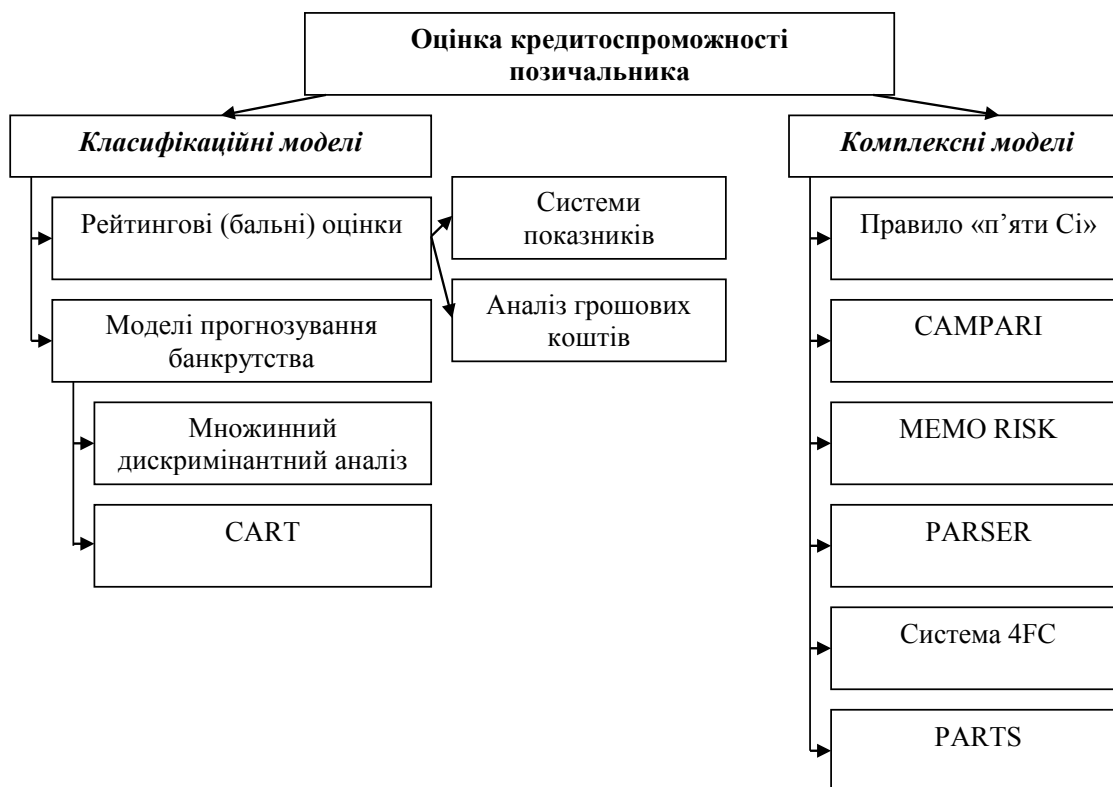 Оцінка кредитоспроможності
позичальника
Класифікаційні моделі
Рейтингові (бальні) оцінки
Системи
показників
Аналіз грошових
коштів
Моделі прогнозування
банкрутства
Множинний
дискримінантний аналіз
CART
Комплексні моделі
Правило «п’яти Сі»
CAMPARI
MEMO RISK
PARSER
Система 4FC
PARTS